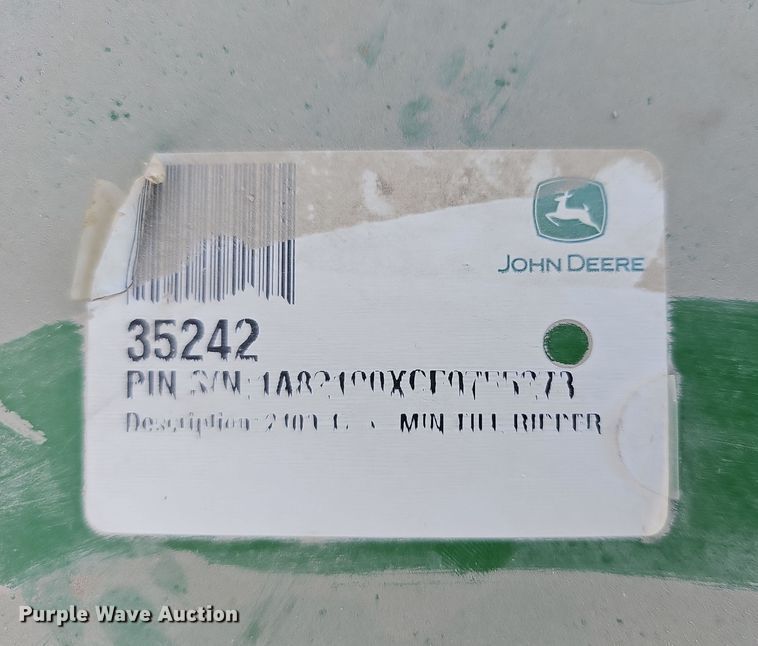 JOHN DEERE
35242
PIN S/N:
Description: MIN TILL RIPPER
Purple Wave Auction